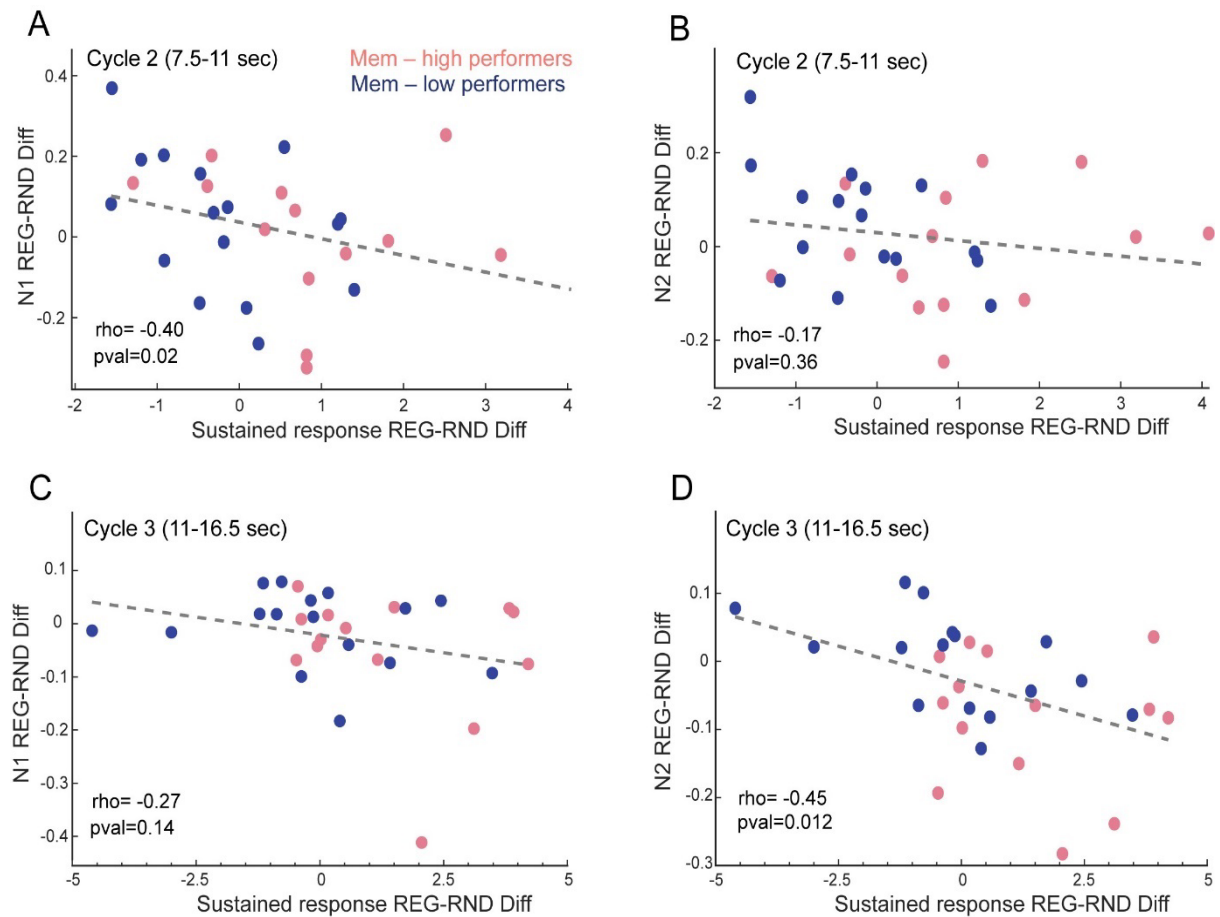 A
Cycle 2 (7.5-11 sec)
Mem – high performers
Mem – low performers
N1 REG-RND Diff
0.4
0.2
0
-0.2
rho= -0.40
pval=0.02
-2 -1 0 1 2 3 4
Sustained response REG-RND Diff
B
Cycle 2 (7.5-11 sec)
N2 REG-RND Diff
0.2
0
-0.2
rho= -0.17
pval=0.36
-2 -1 0 1 2 3 4
Sustained response REG-RND Diff
C
Cycle 3 (11-16.5 sec)
N1 REG-RND Diff
0.1
0
-0.1
-0.2
-0.3
-0.4
rho= -0.27
pval=0.14
-5 -2.5 0 2.5 5
Sustained response REG-RND Diff
D
Cycle 3 (11-16.5 sec)
N2 REG-RND Diff
0.1
0
-0.1
-0.2
-0.3
rho= -0.45
pval=0.012
-5 -2.5 0 2.5 5
Sustained response REG-RND Diff